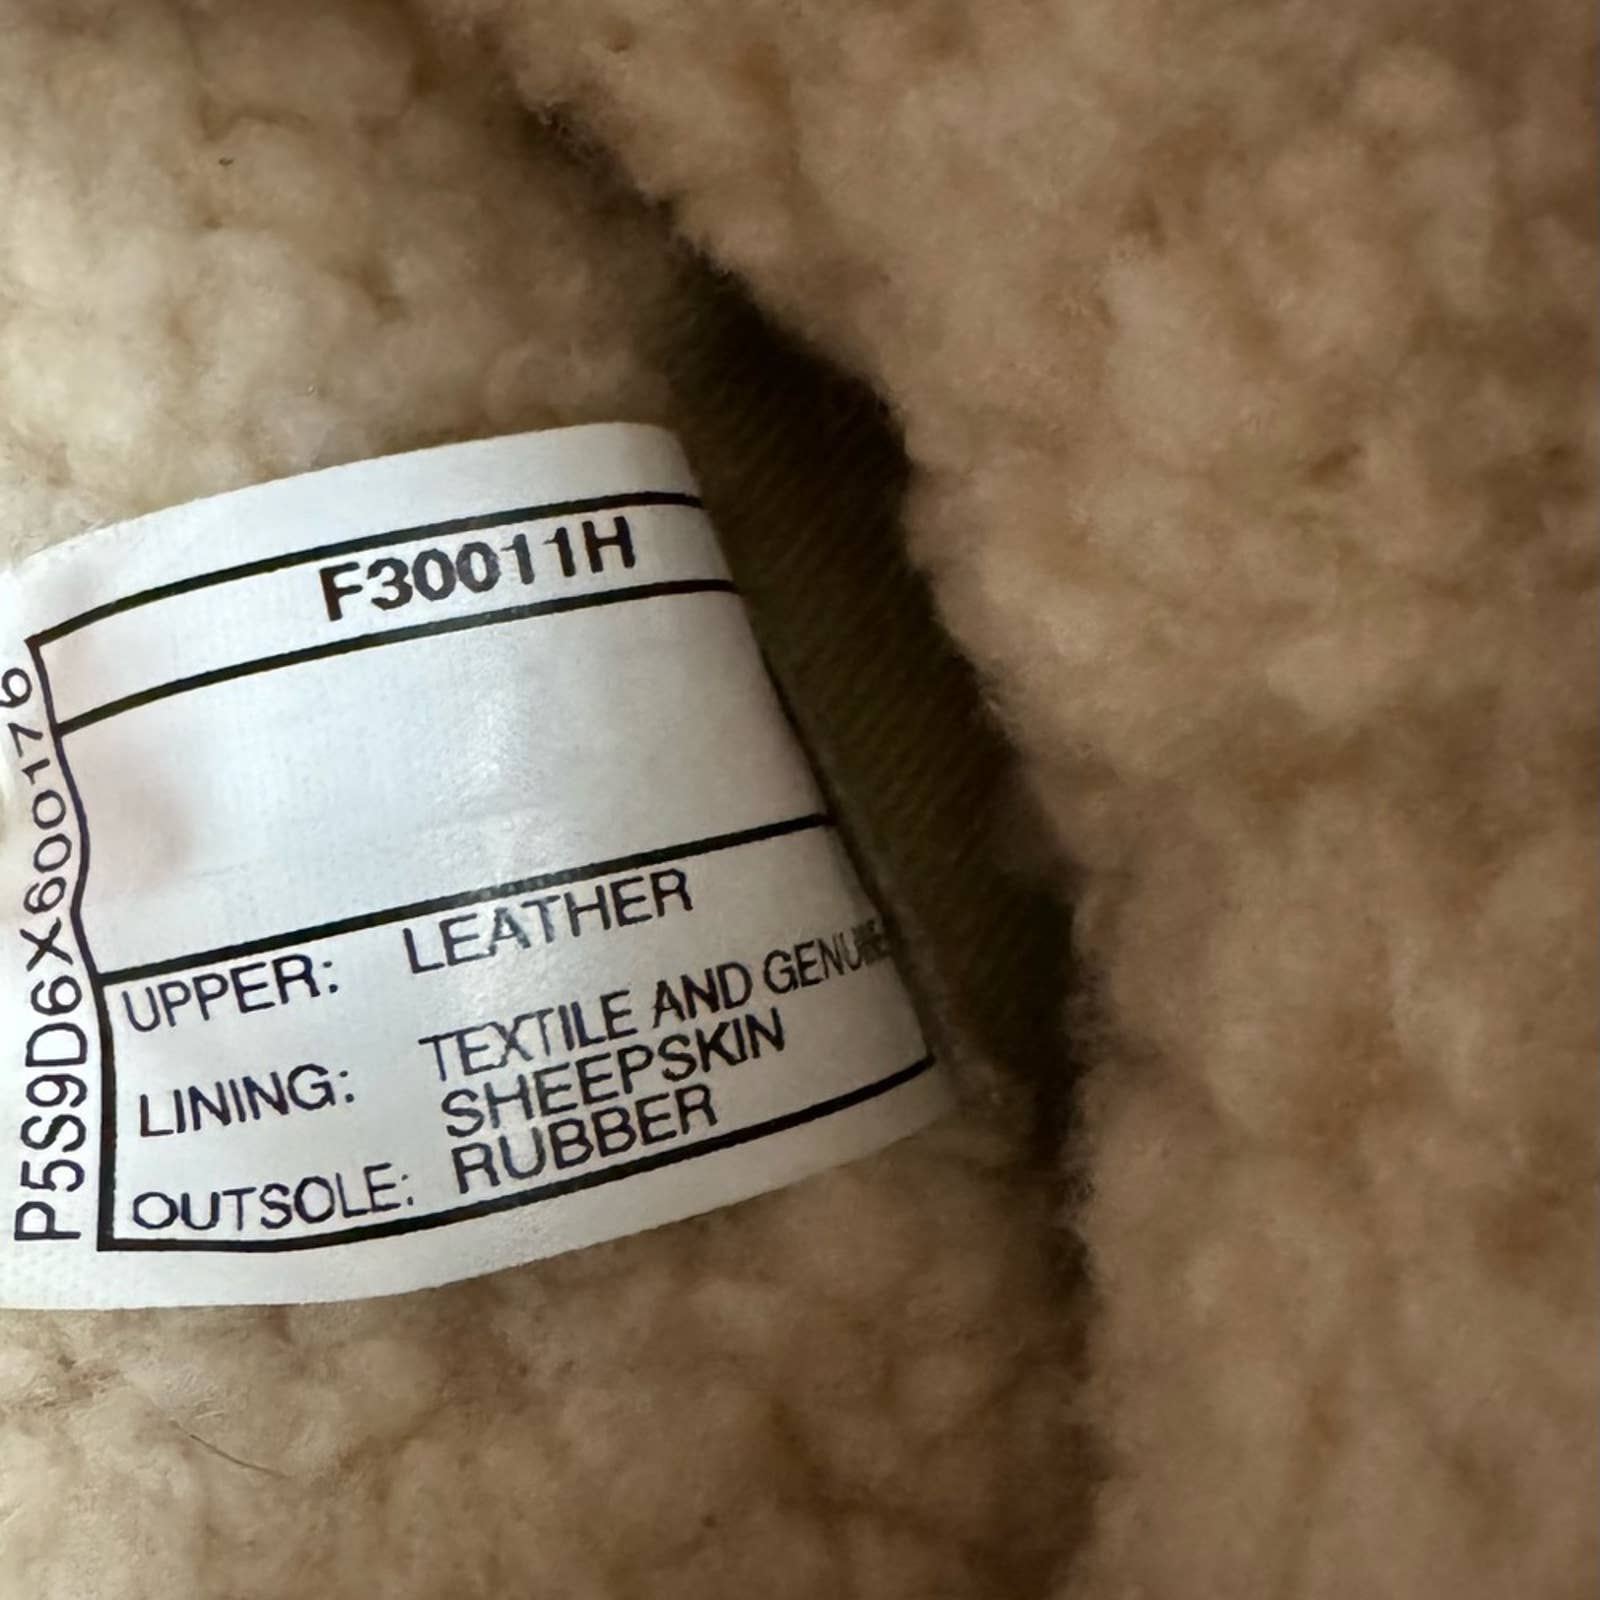 F30011H
UPPER: LEATHER
LINING: TEXTILE AND GENUINE
SHEEPSKIN
OUTSOLE: RUBBER
P5S9D6X600176